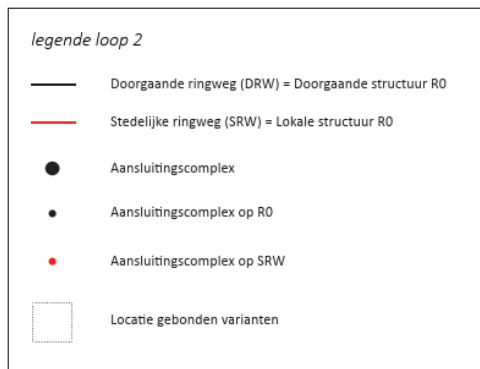 legende loop 2
Doorgaande ringweg (DRW) = Doorgaande structuur R0
Stedelijke ringweg (SRW) = Lokale structuur R0
Aansluitingscomplex
Aansluitingscomplex op R0
Aansluitingscomplex op SRW
Locatie gebonden varianten